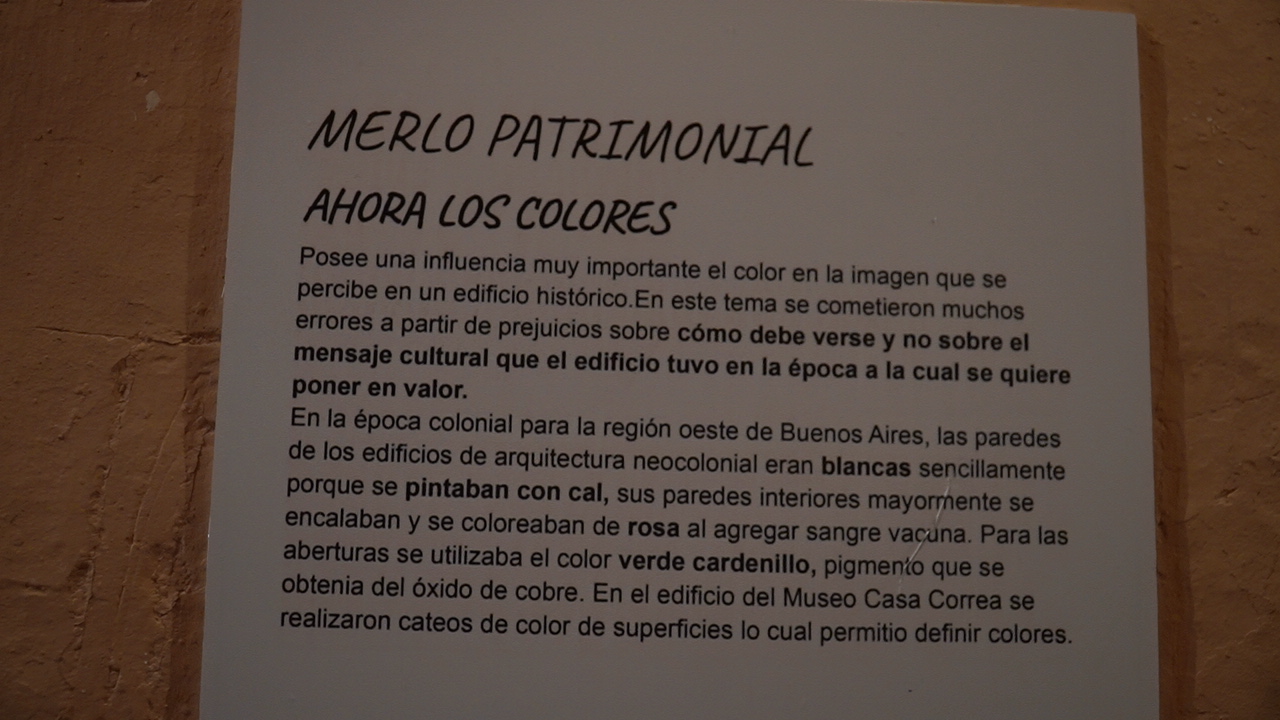 MERLO PATRIMONIAL
AHORA LOS COLORES
Posee una influencia muy importante el color en la imagen que se
percibe en un edificio histórico.En este tema se cometieron muchos
errores a partir de prejuicios sobre cómo debe verse y no sobre el
mensaje cultural que el edificio tuvo en la época a la cual se quiere
poner en valor.
En la época colonial para la región oeste de Buenos Aires, las paredes
de los edificios de arquitectura neocolonial eran blancas sencillamente
porque se pintaban con cal, sus paredes interiores mayormente se
encalaban y se coloreaban de rosa al agregar sangre vacuna. Para las
aberturas se utilizaba el color verde cardenillo, pigmento que se
obtenia del óxido de cobre. En el edificio del Museo Casa Correa se
realizaron cateos de color de superficies lo cual permitio definir colores.